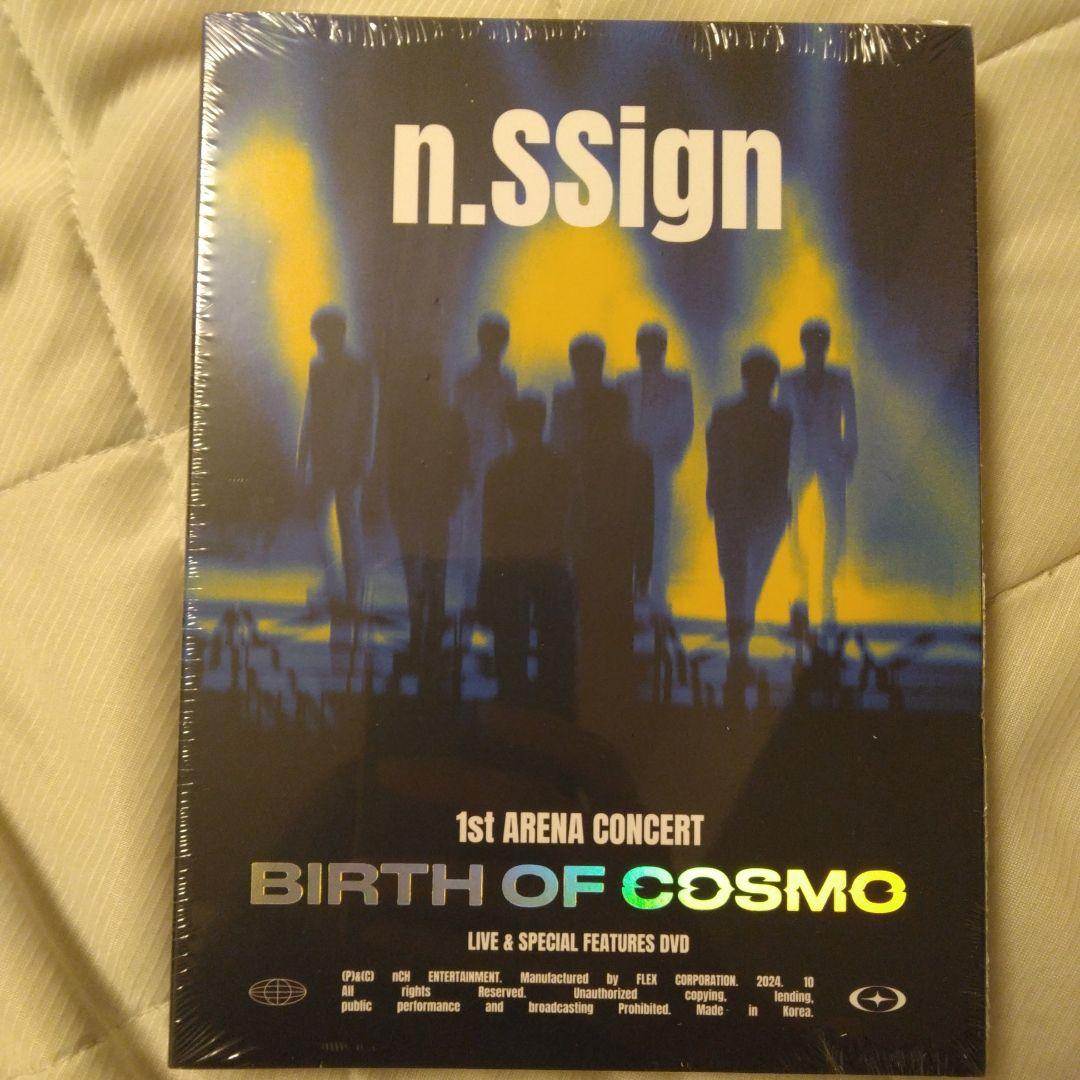 n.SSign
1st ARENA CONCERT
BIRTH OF COSMO
LIVE & SPECIAL FEATURES DVD
(P)&(C) nCH ENTERTAINMENT. Manufactured by FLEX CORPORATION. 2024. 10
All rights Reserved. Unauthorized copying, lending,
public performance and broadcasting Prohibited. Made in Korea.